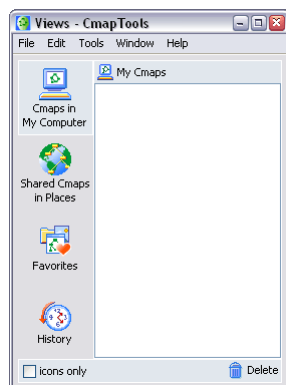 Views - CmapTools
File Edit Tools Window Help
My Cmaps
Cmaps in
My Computer
Shared Cmaps
in Places
Favorites
History
icons only
Delete